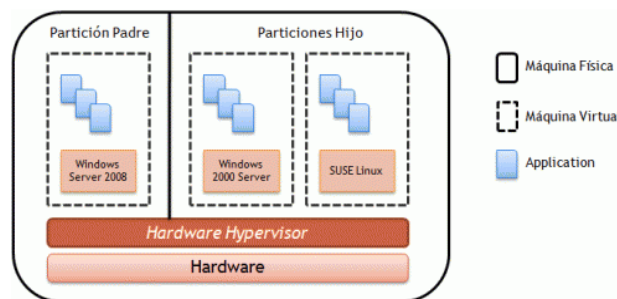 Partición Padre
Particiones Hijo
Windows
Server 2008
Windows
2000 Server
SUSE Linux
Hardware Hypervisor
Hardware
Máquina Física
Máquina Virtua
Application